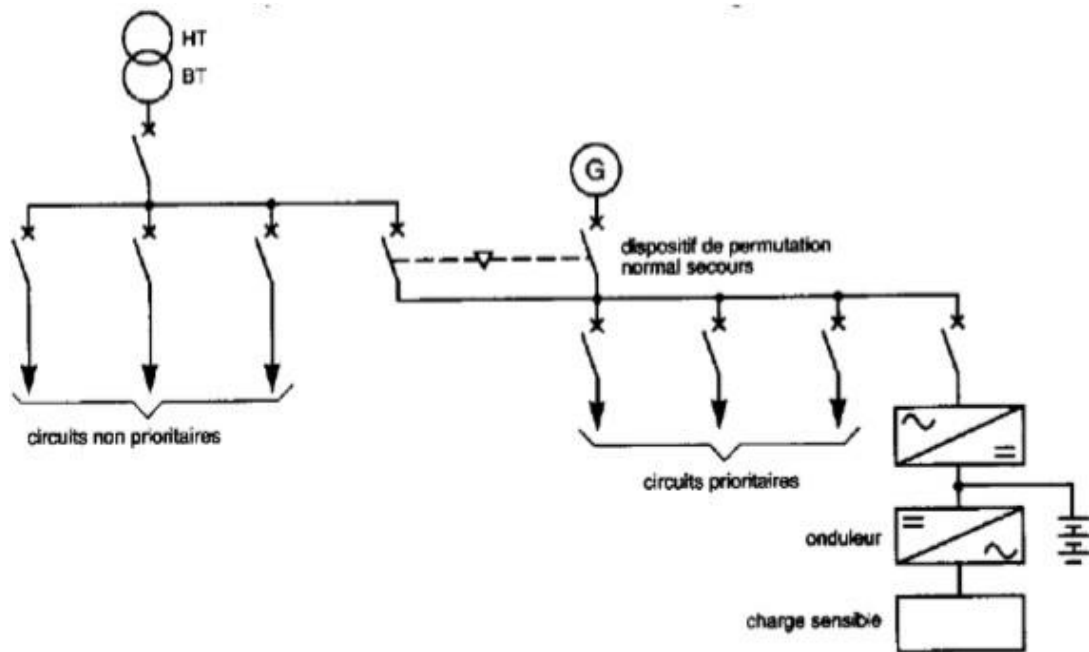 HT
BT
G
dispositif de permutation
normal secours
circuits non prioritaires
circuits prioritaires
onduleur
charge sensible